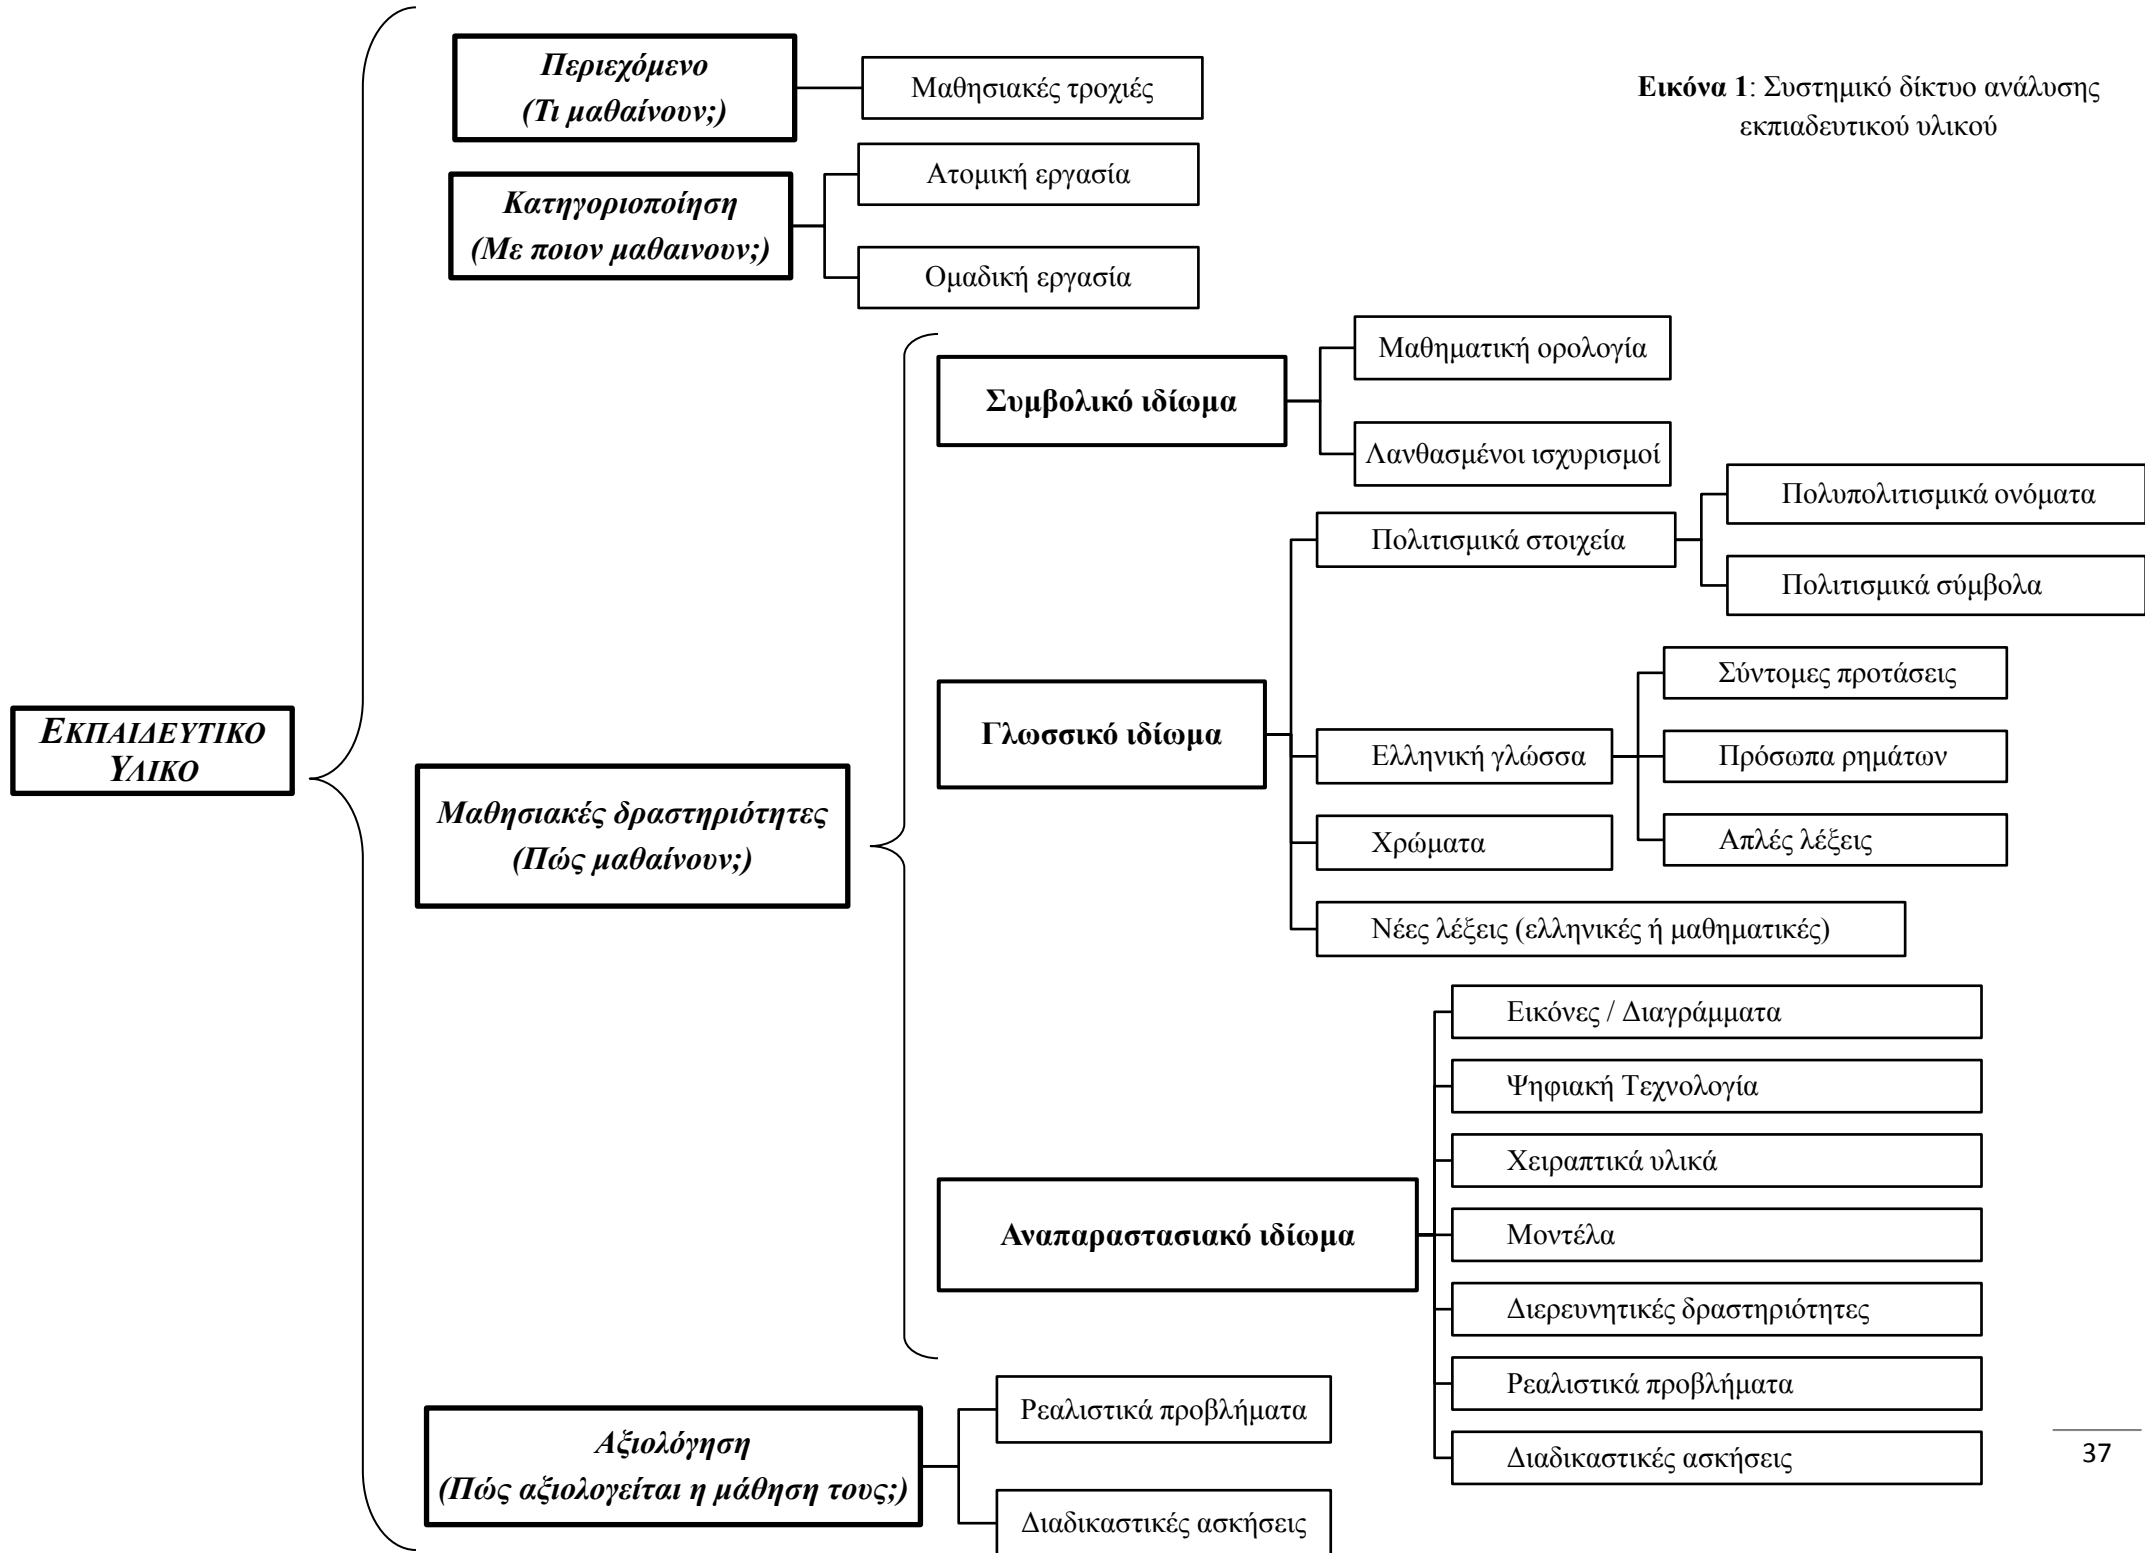 Περιεχόμενο
(Τι μαθαίνουν;)
Μαθησιακές τροχιές
Εικόνα 1: Συστημικό δίκτυο ανάλυσης
εκπιαδευτικού υλικού
Κατηγοριοποίηση
(Με ποιον μαθαινουν;)
Ατομική εργασία
Ομαδική εργασία
Συμβολικό ιδίωμα
Μαθηματική ορολογία
Λανθασμένοι ισχυρισμοί
Πολιτισμικά στοιχεία
Πολυπολιτισμικά ονόματα
Πολιτισμικά σύμβολα
ΕΚΠΑΙΔΕΥΤΙΚΟ
ΥΛΙΚΟ
Μαθησιακές δραστηριότητες
(Πώς μαθαίνουν;)
Γλωσσικό ιδίωμα
Ελληνική γλώσσα
Σύντομες προτάσεις
Πρόσωπα ρημάτων
Απλές λέξεις
Χρώματα
Νέες λέξεις (ελληνικές ή μαθηματικές)
Αναπαραστασιακό ιδίωμα
Εικόνες / Διαγράμματα
Ψηφιακή Τεχνολογία
Χειραπτικά υλικά
Μοντέλα
Διερευνητικές δραστηριότητες
Ρεαλιστικά προβλήματα
Διαδικαστικές ασκήσεις
Αξιολόγηση
(Πώς αξιολογείται η μάθηση τους;)
Ρεαλιστικά προβλήματα
Διαδικαστικές ασκήσεις
37